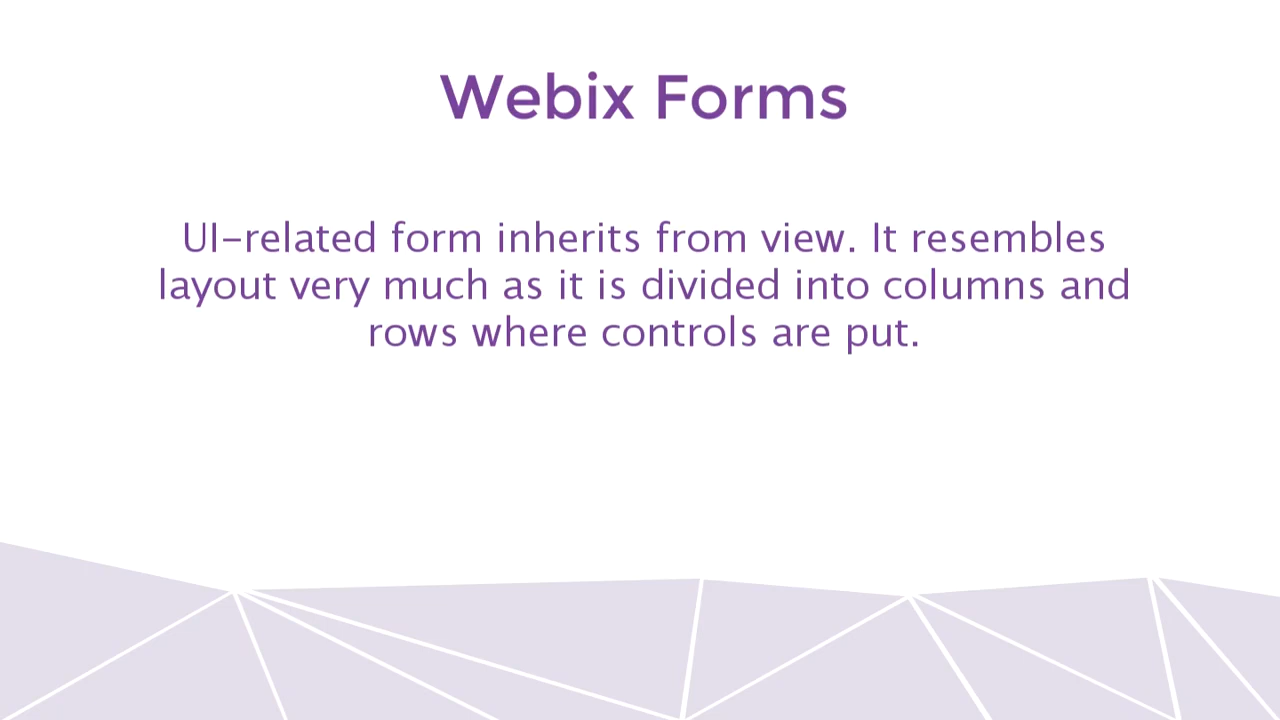 Webix Forms
UI-related form inherits from view. It resembles
layout very much as it is divided into columns and
rows where controls are put.